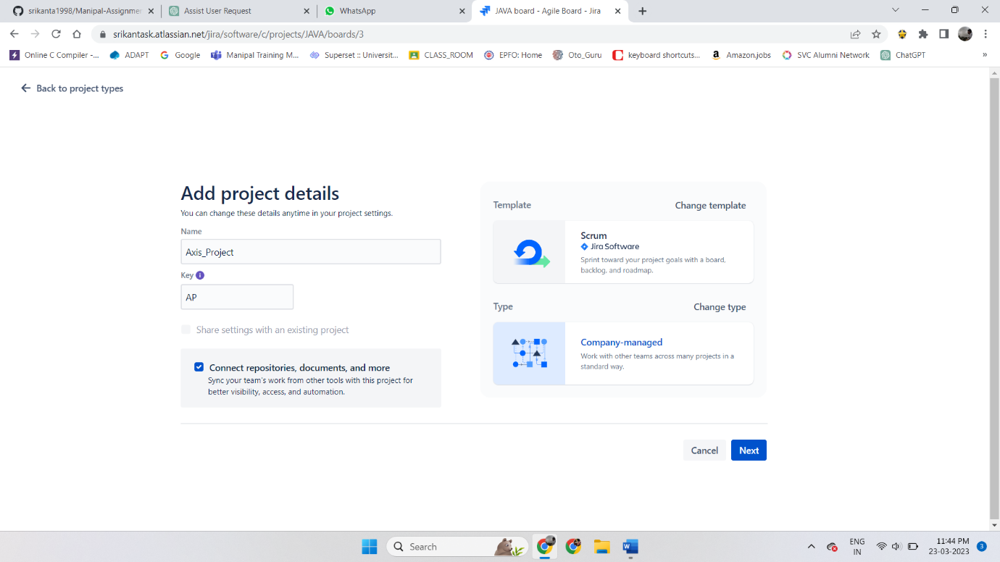 srikanta1998/Manipal-Assignmen
Assist User Request
WhatsApp
JAVA board - Agile Board - Jira
srikantask.atlassian.net/jira/software/c/projects/JAVA/boards/3
Online C Compiler -...
ADAPT
Google
Manipal Training M...
Superset :: Universit...
CLASS_ROOM
EPFO: Home
Oto_Guru
keyboard shortcuts...
Amazon.jobs
SVC Alumni Network
ChatGPT
»
Back to project types
Add project details
You can change these details anytime in your project settings.
Name
Axis_Project
Key
AP
Share settings with an existing project
Connect repositories, documents, and more
Sync your team's work from other tools with this project for
better visibility, access, and automation.
Template
Change template
Scrum
Jira Software
Sprint toward your project goals with a board,
backlog, and roadmap.
Type
Change type
Company-managed
Work with other teams across many projects in a
standard way.
Cancel
Next
Search
ENG
IN
11:44 PM
23-03-2023
3